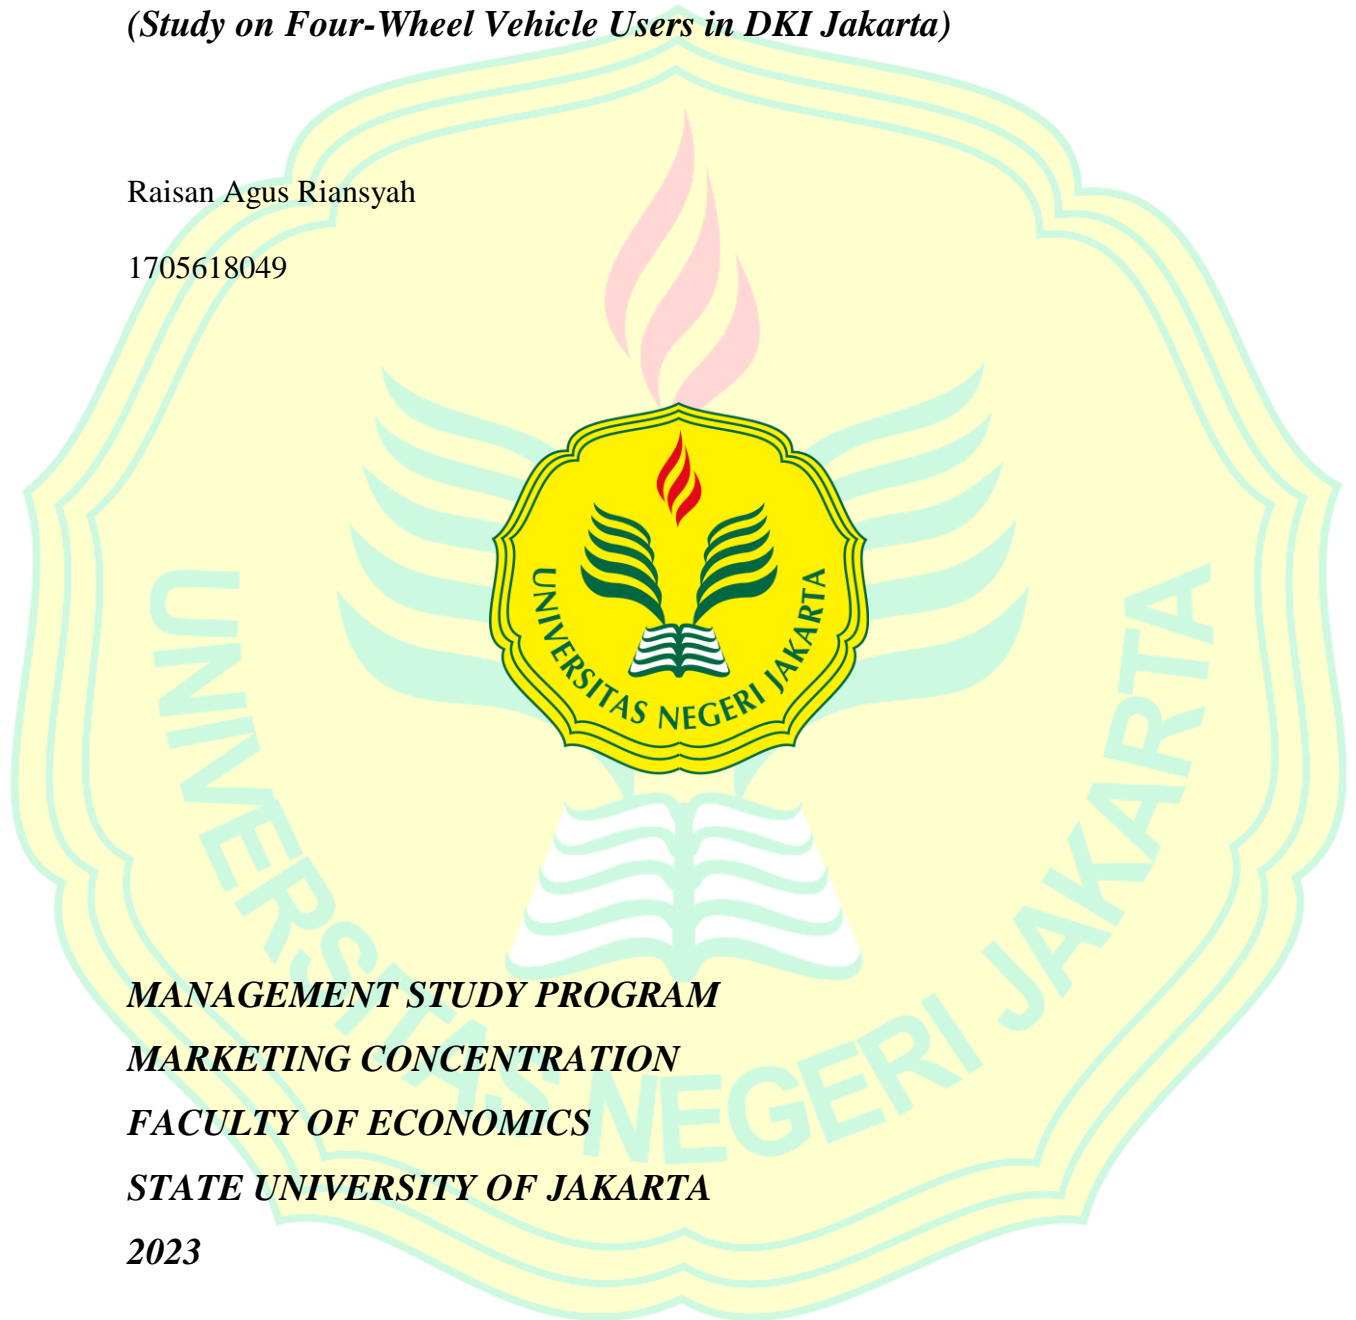 (Study on Four-Wheel Vehicle Users in DKI Jakarta)
Raisan Agus Riansyah
1705618049
UNIVERSITAS NEGERI JAKARTA
UNIVERSITAS NEGERI JAKARTA
MANAGEMENT STUDY PROGRAM
MARKETING CONCENTRATION
FACULTY OF ECONOMICS
STATE UNIVERSITY OF JAKARTA
2023